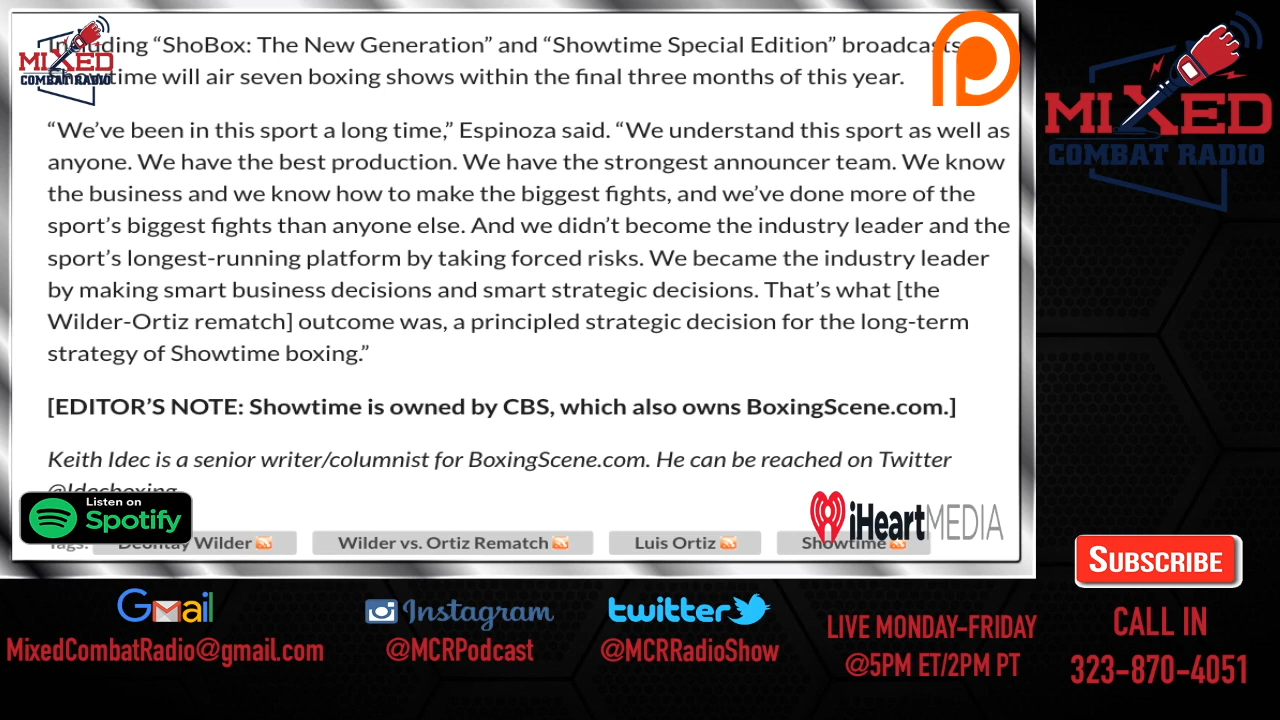 Including “ShoBox: The New Generation” and “Showtime Special Edition” broadcasts,
Showtime will air seven boxing shows within the final three months of this year.
“We’ve been in this sport a long time,” Espinoza said. “We understand this sport as well as
anyone. We have the best production. We have the strongest announcer team. We know
the business and we know how to make the biggest fights, and we’ve done more of the
sport’s biggest fights than anyone else. And we didn’t become the industry leader and the
sport’s longest-running platform by taking forced risks. We became the industry leader
by making smart business decisions and smart strategic decisions. That’s what [the
Wilder-Ortiz rematch] outcome was, a principled strategic decision for the long-term
strategy of Showtime boxing.”
[EDITOR’S NOTE: Showtime is owned by CBS, which also owns BoxingScene.com.]
Keith Idec is a senior writer/columnist for BoxingScene.com. He can be reached on Twitter
@Idecboxing
Tags: Deontay Wilder Wilder vs. Ortiz Rematch Luis Ortiz Showtime
MIXED
COMBAT RADIO
Listen on
Spotify
iHeartMEDIA
MIXED
COMBAT RADIO
SUBSCRIBE
CALL IN
323-870-4051
Gmail
MixedCombatRadio@gmail.com
Instagram
@MCRPodcast
twitter
@MCRRadioShow
LIVE MONDAY-FRIDAY
@5PM ET/2PM PT